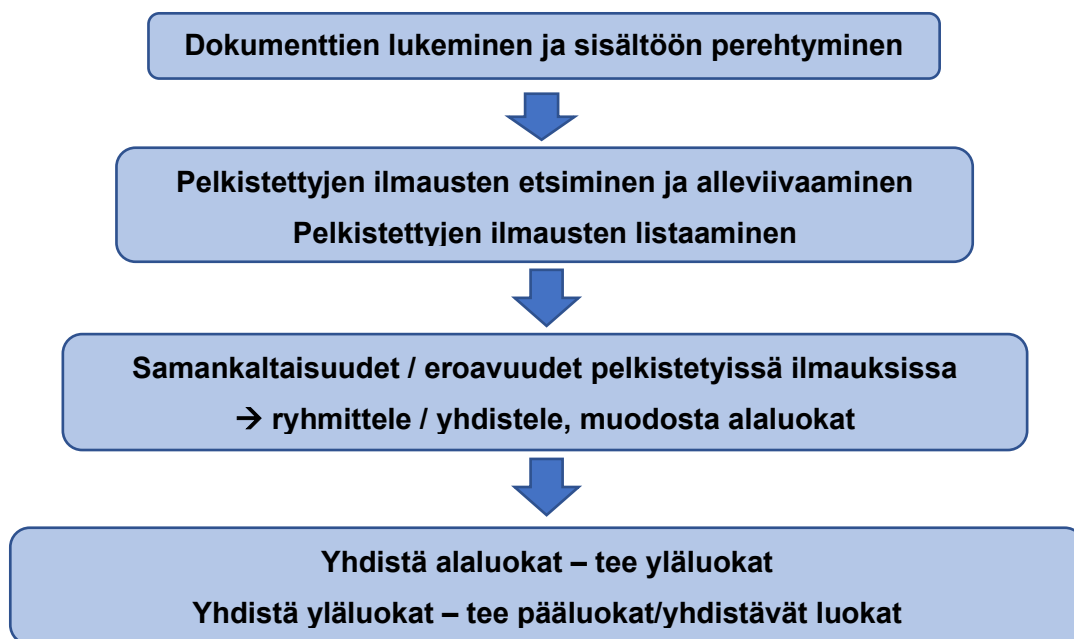 Dokumenttien lukeminen ja sisältöön perehtyminen
Pelkistettyjen ilmausten etsiminen ja alleviivaaminen
Pelkistettyjen ilmausten listaaminen
Samankaltaisuudet / eroavuudet pelkistetyissä ilmauksissa
→ ryhmittele / yhdistele, muodosta alaluokat
Yhdistä alaluokat – tee yläluokat
Yhdistä yläluokat – tee pääluokat/yhdistävät luokat